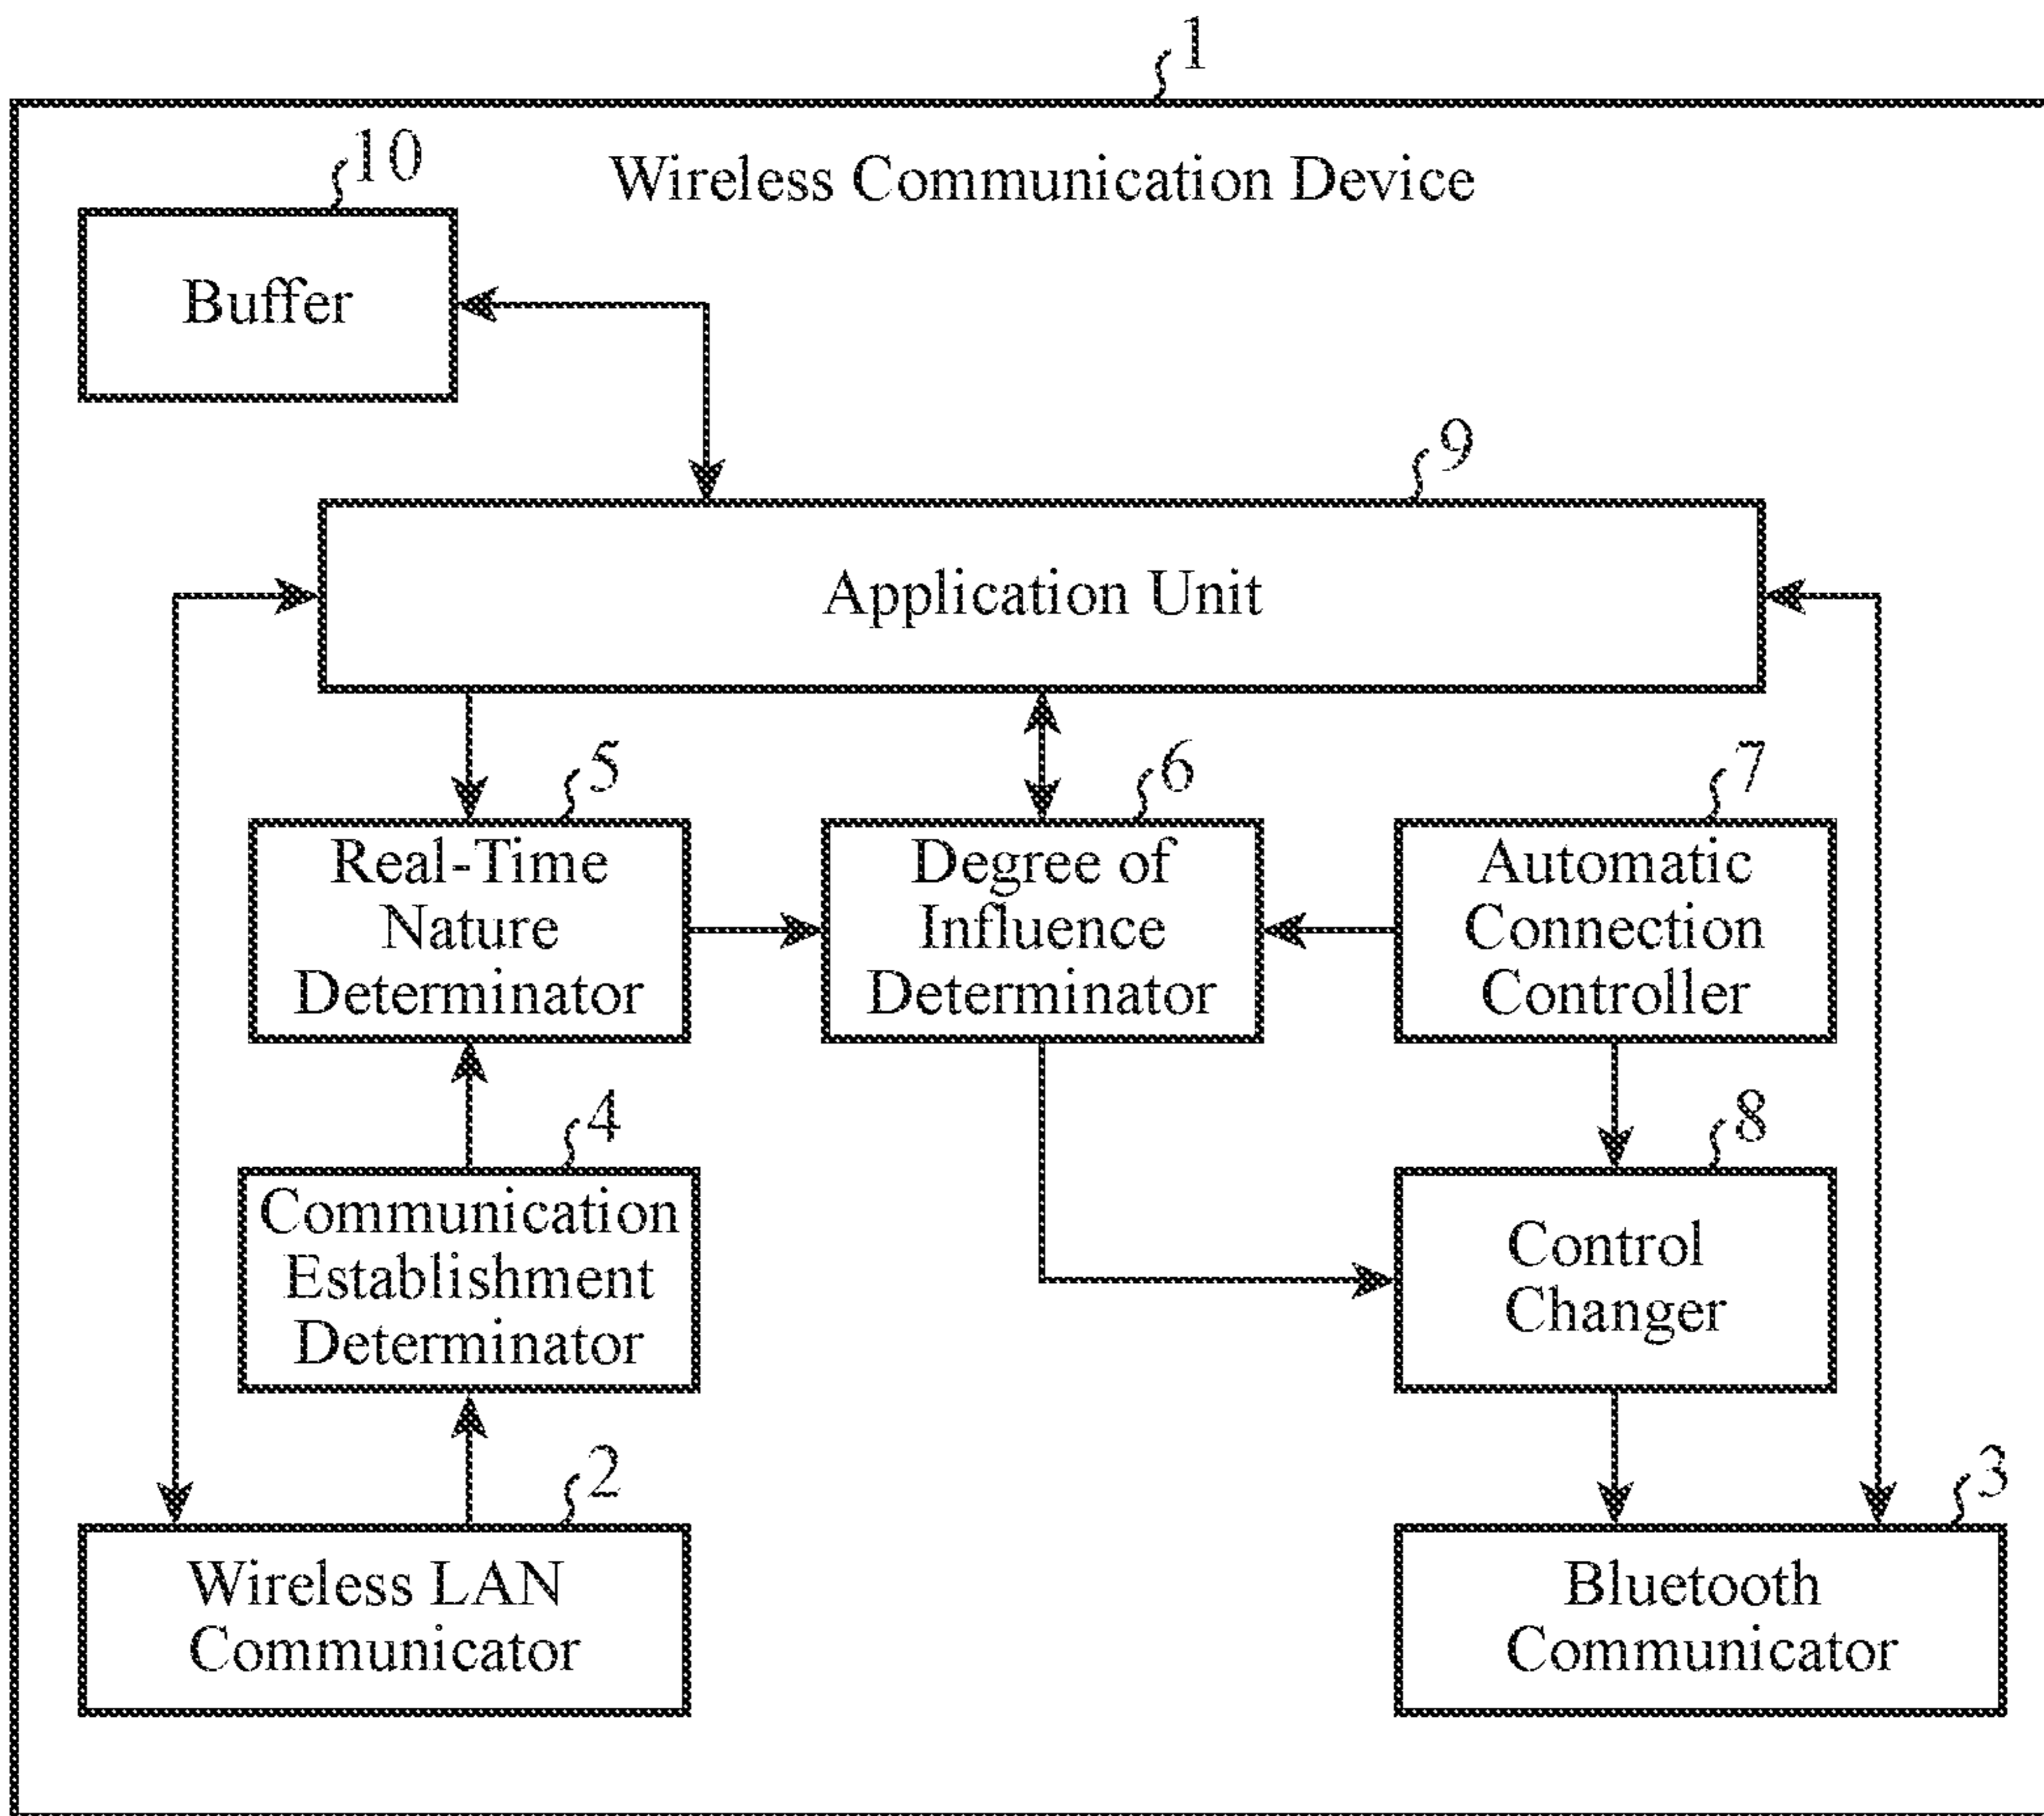 1
10
Wireless Communication Device
Buffer
9
Application Unit
5
6
7
Real-Time
Nature
Determinator
Degree of
Influence
Determinator
Automatic
Connection
Controller
4
8
Communication
Establishment
Determinator
Control
Changer
2
3
Wireless LAN
Communicator
Bluetooth
Communicator